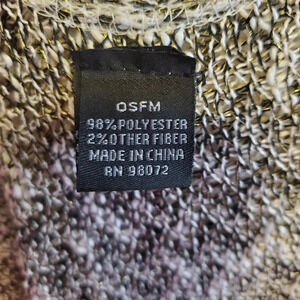 OSFM
98% POLYESTER
2% OTHER FIBER
MADE IN CHINA
RN 98072